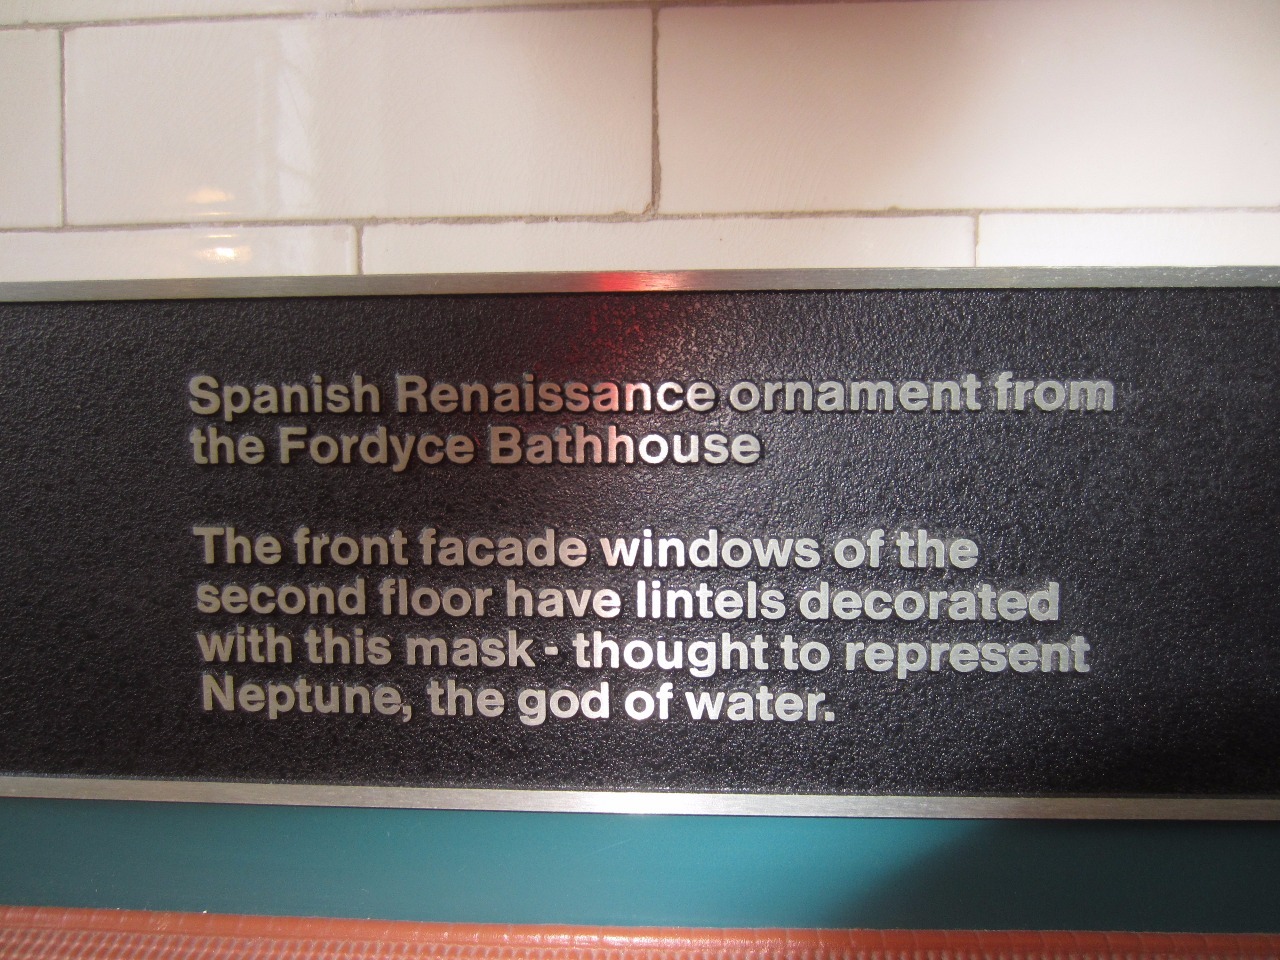 Spanish Renaissance ornament from
the Fordyce Bathhouse
The front facade windows of the
second floor have lintels decorated
with this mask - thought to represent
Neptune, the god of water.